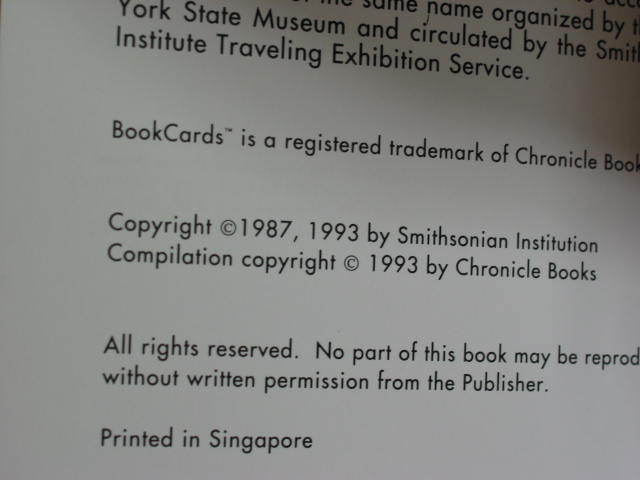 same name organized by
York State Museum and circulated by the
Institute Traveling Exhibition Service.
BookCards™ is a registered trademark of Chronicle
Copyright ©1987, 1993 by Smithsonian Institution
Compilation copyright © 1993 by Chronicle Books
All rights reserved. No part of this book may be
without written permission from the Publisher.
Printed in Singapore